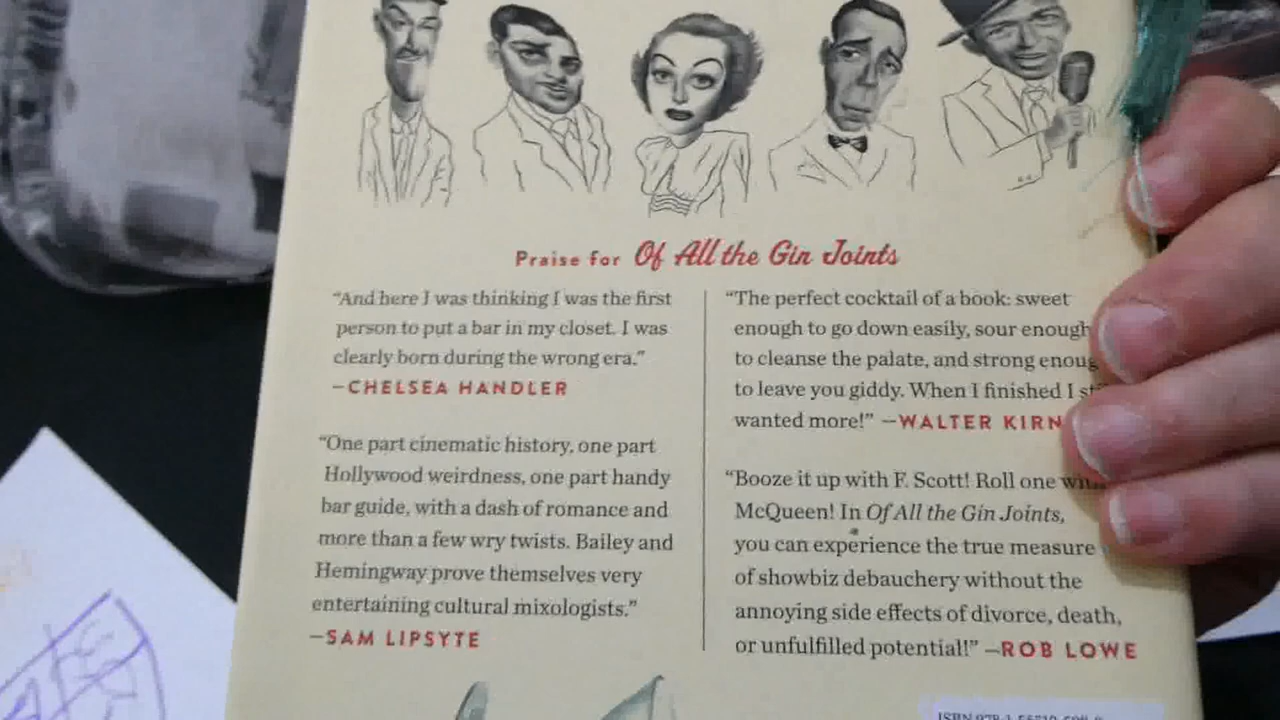 Praise for Of All the Gin Joints
“And here I was thinking I was the first
person to put a bar in my closet. I was
clearly born during the wrong era.”
—CHELSEA HANDLER
“One part cinematic history, one part
Hollywood weirdness, one part handy
bar guide, with a dash of romance and
more than a few wry twists. Bailey and
Hemingway prove themselves very
entertaining cultural mixologists.”
—SAM LIPSYTE
“The perfect cocktail of a book: sweet
enough to go down easily, sour enough
to cleanse the palate, and strong enoug
to leave you giddy. When I finished I st
wanted more!” —WALTER KIRN
“Booze it up with F. Scott! Roll one with
McQueen! In Of All the Gin Joints,
you can experience the true measure
of showbiz debauchery without the
annoying side effects of divorce, death,
or unfulfilled potential!” —ROB LOWE
ISBN